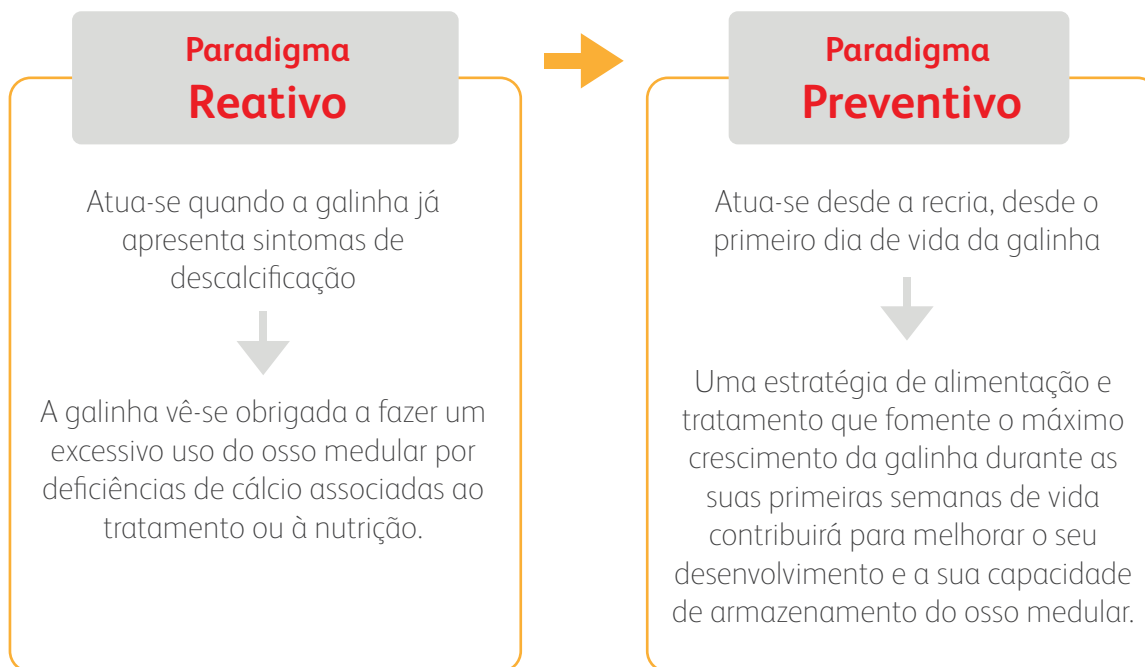 Paradigma
Reativo
Atua-se quando a galinha já
apresenta sintomas de
descalcificação
A galinha vê-se obrigada a fazer um
excessivo uso do osso medular por
deficiências de cálcio associadas ao
tratamento ou à nutrição.
Paradigma
Preventivo
Atua-se desde a recria, desde o
primeiro dia de vida da galinha
Uma estratégia de alimentação e
tratamento que fomente o máximo
crescimento da galinha durante as
suas primeiras semanas de vida
contribuirá para melhorar o seu
desenvolvimento e a sua capacidade
de armazenamento do osso medular.